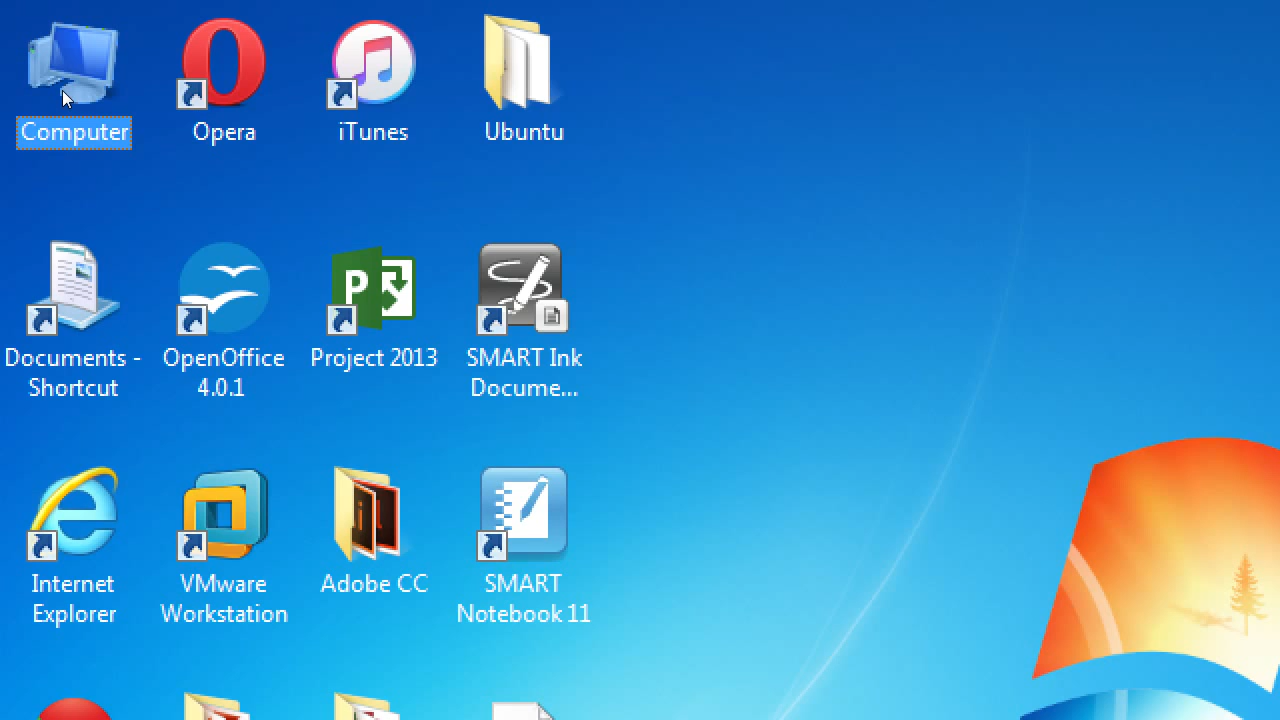 Computer
Opera
iTunes
Ubuntu
Documents -
Shortcut
OpenOffice
4.0.1
Project 2013
SMART Ink
Docume...
Internet
Explorer
VMware
Workstation
Adobe CC
SMART
Notebook 11